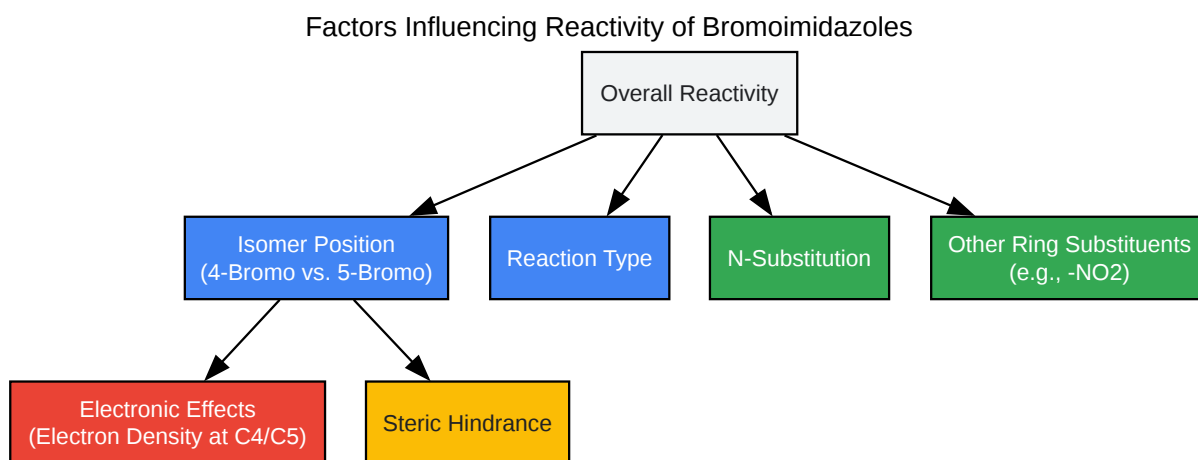 Factors Influencing Reactivity of Bromoimidazoles
Overall Reactivity
Isomer Position
(4-Bromo vs. 5-Bromo)
Reaction Type
N-Substitution
Other Ring Substituents
(e.g., -NO2)
Electronic Effects
(Electron Density at C4/C5)
Steric Hindrance